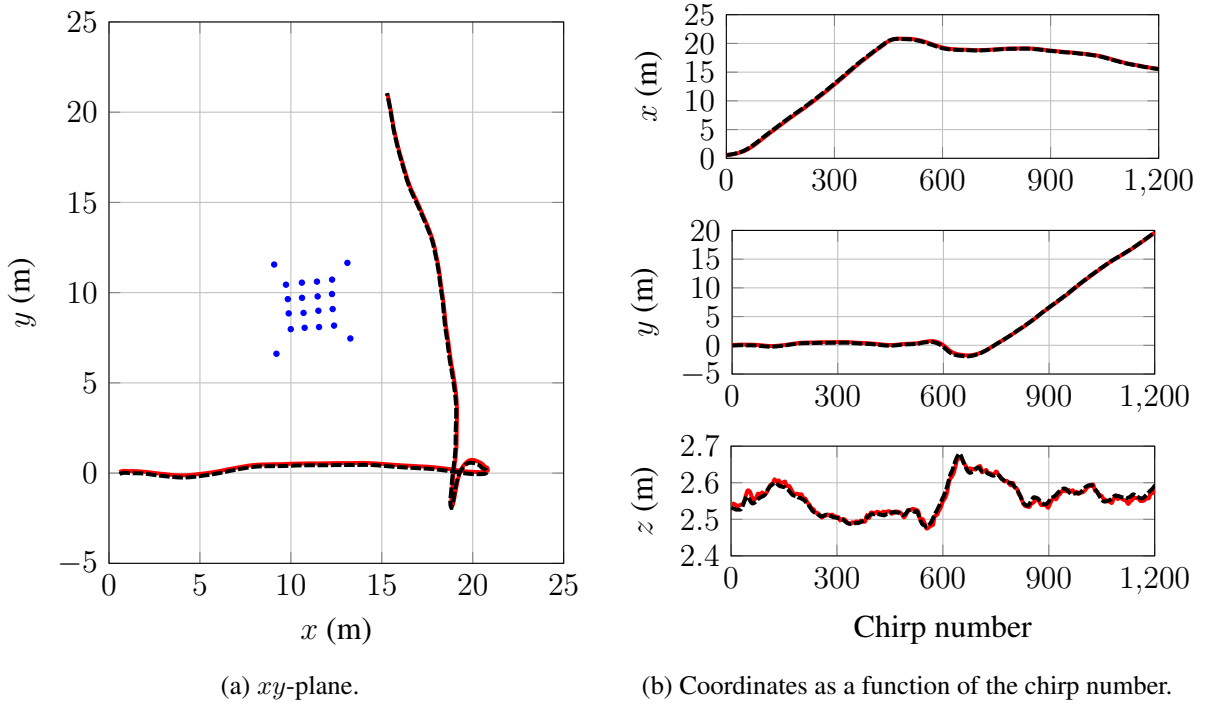 25
20
15
10
5
0
−5
0 5 10 15 20 25
y (m)
x (m)
(a) xy-plane.
25
20
15
10
5
0
x (m)
0 300 600 900 1,200
20
15
10
5
0
−5
y (m)
0 300 600 900 1,200
2.7
2.6
2.5
2.4
z (m)
0 300 600 900 1,200
Chirp number
(b) Coordinates as a function of the chirp number.